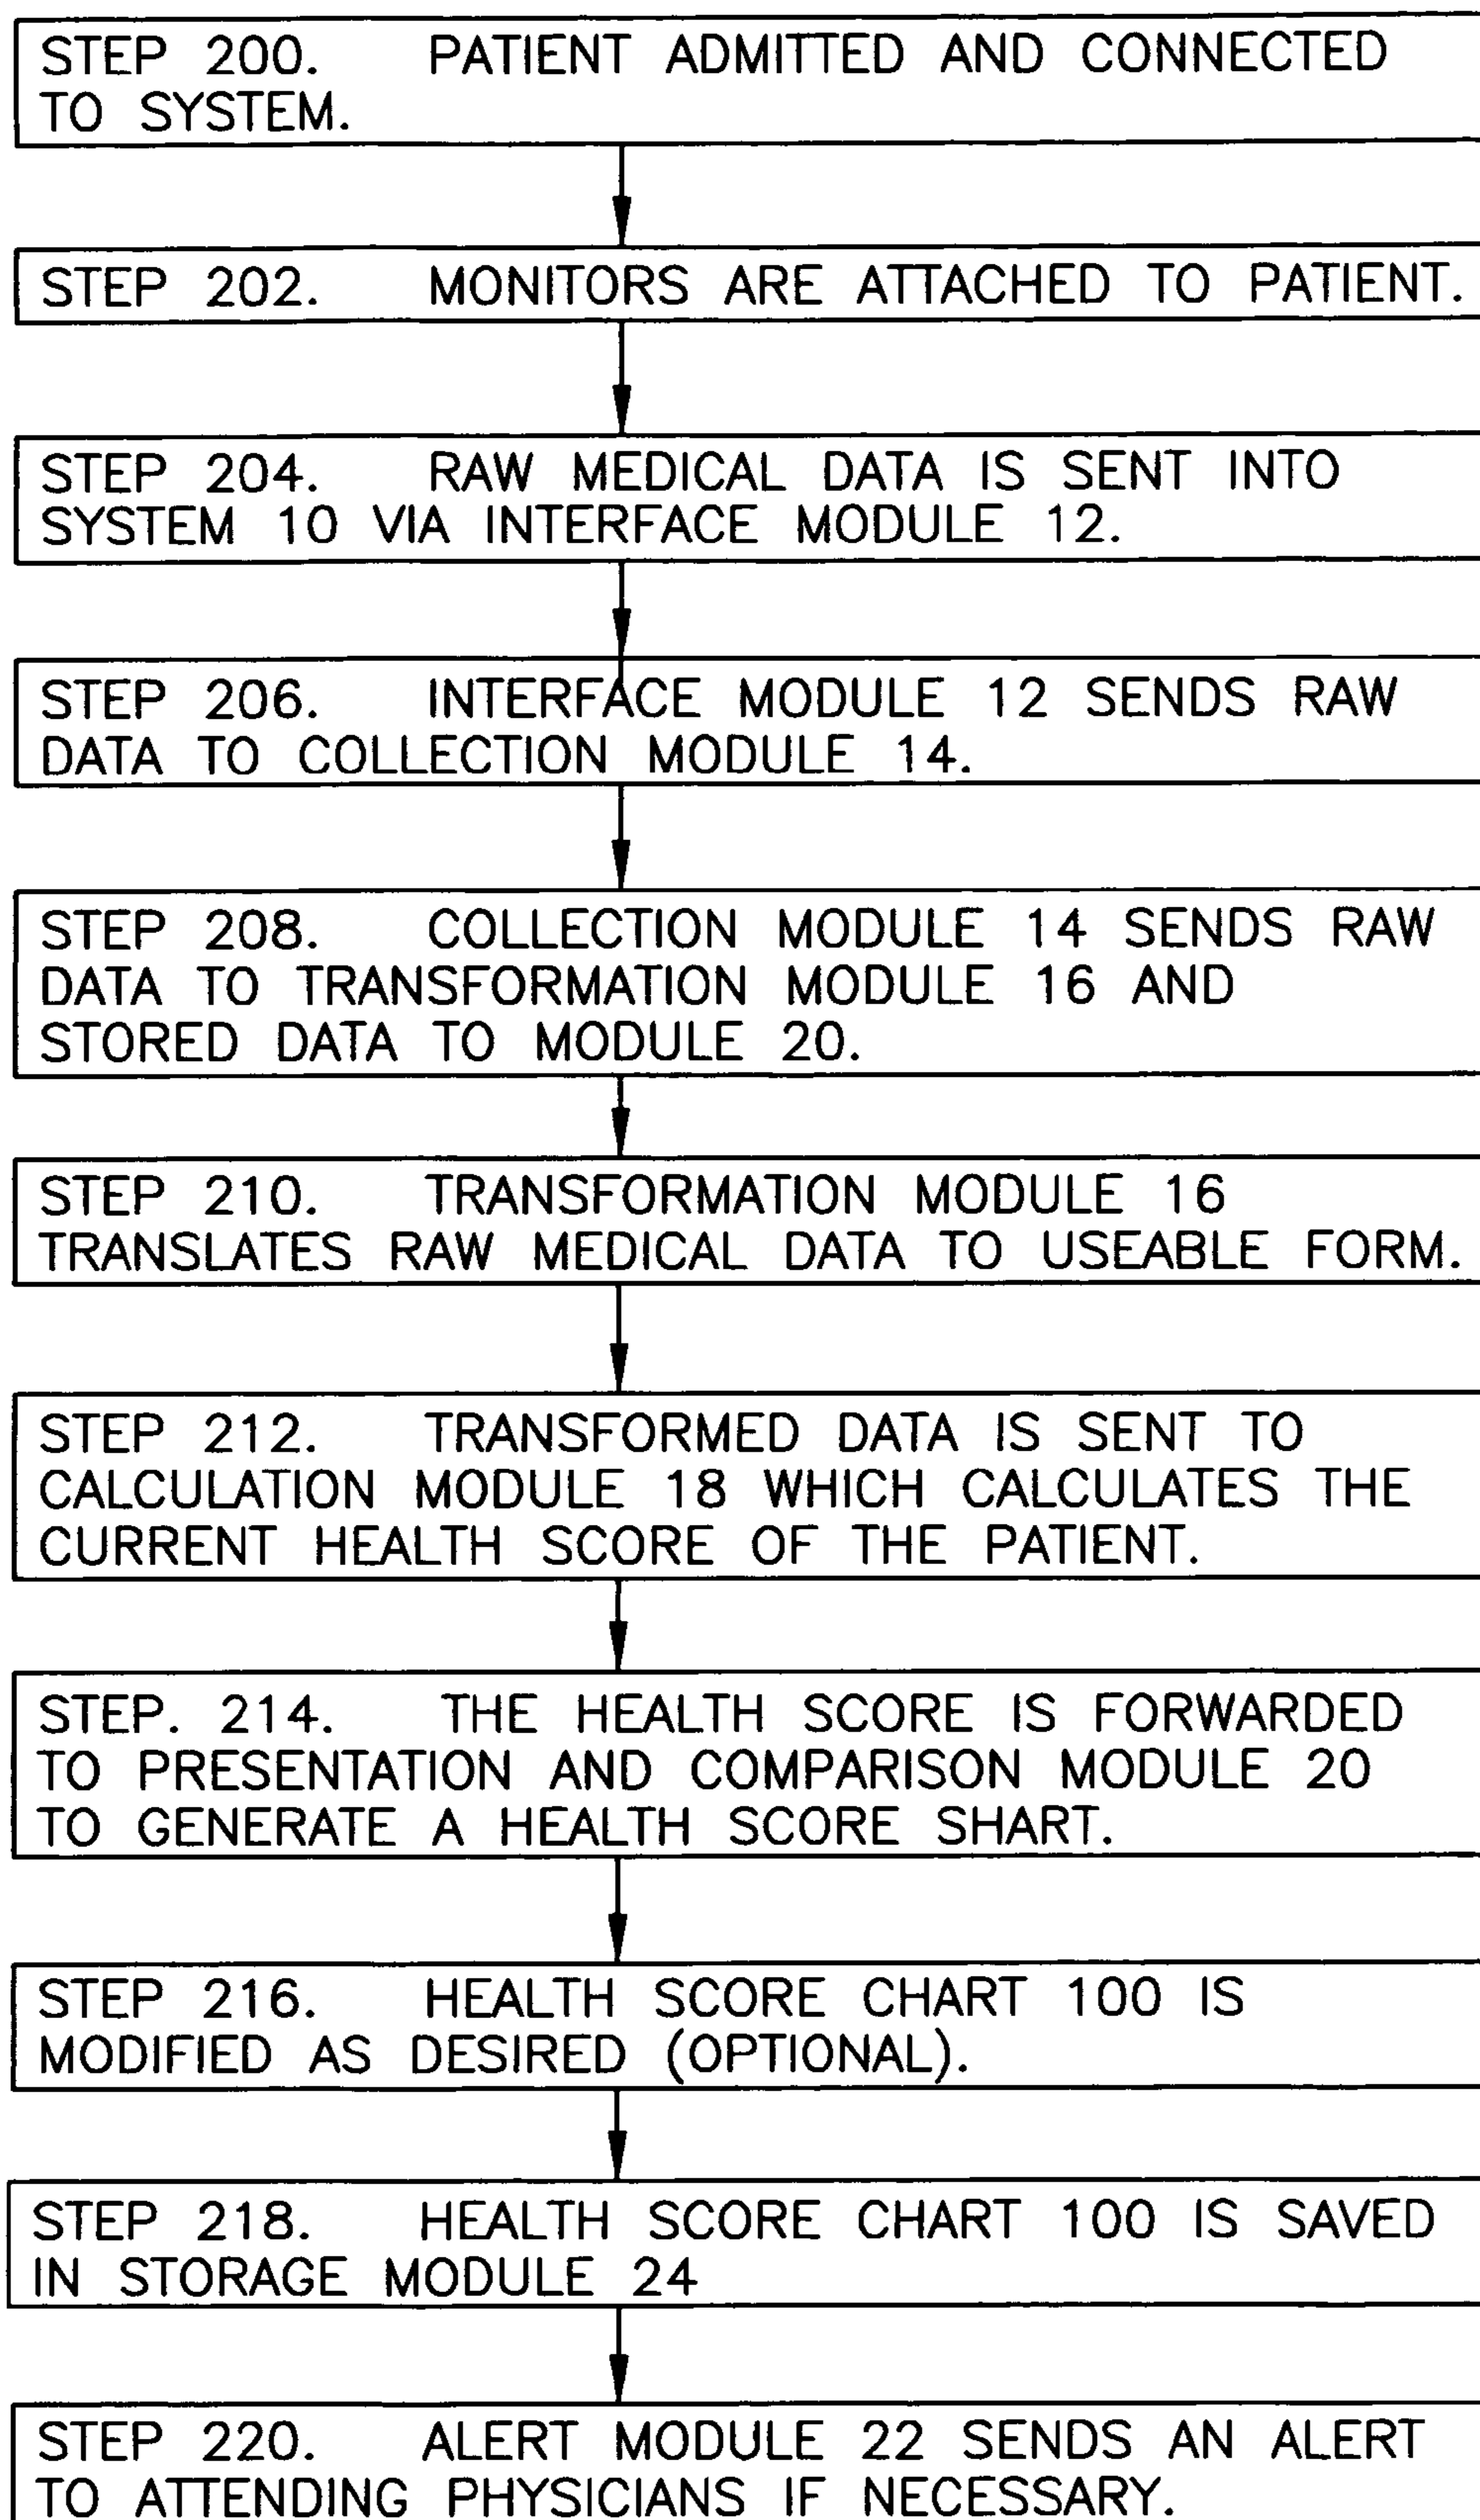 STEP 200. PATIENT ADMITTED AND CONNECTED
TO SYSTEM.
STEP 202. MONITORS ARE ATTACHED TO PATIENT.
STEP 204. RAW MEDICAL DATA IS SENT INTO
SYSTEM 10 VIA INTERFACE MODULE 12.
STEP 206. INTERFACE MODULE 12 SENDS RAW
DATA TO COLLECTION MODULE 14.
STEP 208. COLLECTION MODULE 14 SENDS RAW
DATA TO TRANSFORMATION MODULE 16 AND
STORED DATA TO MODULE 20.
STEP 210. TRANSFORMATION MODULE 16
TRANSLATES RAW MEDICAL DATA TO USEABLE FORM.
STEP 212. TRANSFORMED DATA IS SENT TO
CALCULATION MODULE 18 WHICH CALCULATES THE
CURRENT HEALTH SCORE OF THE PATIENT.
STEP. 214. THE HEALTH SCORE IS FORWARDED
TO PRESENTATION AND COMPARISON MODULE 20
TO GENERATE A HEALTH SCORE SHART.
STEP 216. HEALTH SCORE CHART 100 IS
MODIFIED AS DESIRED (OPTIONAL).
STEP 218. HEALTH SCORE CHART 100 IS SAVED
IN STORAGE MODULE 24
STEP 220. ALERT MODULE 22 SENDS AN ALERT
TO ATTENDING PHYSICIANS IF NECESSARY.